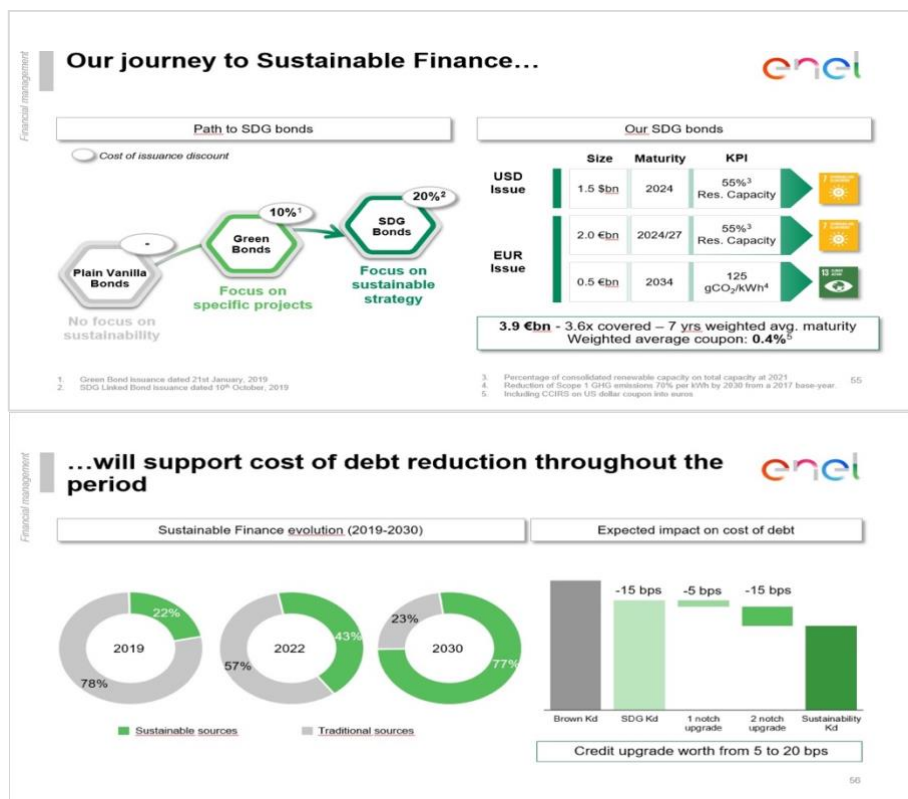 Financial management
Our journey to Sustainable Finance…
enel
Path to SDG bonds
Cost of issuance discount
-
Plain Vanilla
Bonds
No focus on
sustainability
10%¹
Green
Bonds
Focus on
specific projects
20%²
SDG
Bonds
Focus on
sustainable
strategy
1. Green Bond issuance dated 21st January, 2019
2. SDG Linked Bond issuance dated 10th October, 2019
Our SDG bonds
Size Maturity KPI
USD
Issue
1.5 $bn 2024 55%³
Res. Capacity
EUR
Issue
2.0 €bn 2024/27 55%³
Res. Capacity
0.5 €bn 2034 125
gCO₂/kWh⁴
3.9 €bn - 3.6x covered – 7 yrs weighted avg. maturity
Weighted average coupon: 0.4%⁵
3. Percentage of consolidated renewable capacity on total capacity at 2021
4. Reduction of Scope 1 GHG emissions 70% per kWh by 2030 from a 2017 base-year.
5. Including CCIRS on US dollar coupon into euros
55
Financial management
…will support cost of debt reduction throughout the
period
enel
Sustainable Finance evolution (2019-2030)
22%
2019
78%
43%
2022
57%
23%
2030
77%
Sustainable sources
Traditional sources
Expected impact on cost of debt
-15 bps -5 bps -15 bps
Brown Kd
SDG Kd
1 notch
upgrade
2 notch
upgrade
Sustainability
Kd
Credit upgrade worth from 5 to 20 bps
56